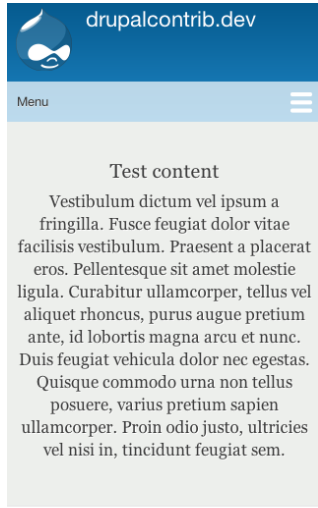 drupalcontrib.dev
Menu
Test content
Vestibulum dictum vel ipsum a
fringilla. Fusce feugiat dolor vitae
facilisis vestibulum. Praesent a placerat
eros. Pellentesque sit amet molestie
ligula. Curabitur ullamcorper, tellus vel
aliquet rhoncus, purus augue pretium
ante, id lobortis magna arcu et nunc.
Duis feugiat vehicula dolor nec egestas.
Quisque commodo urna non tellus
posuere, varius pretium sapien
ullamcorper. Proin odio justo, ultricies
vel nisi in, tincidunt feugiat sem.